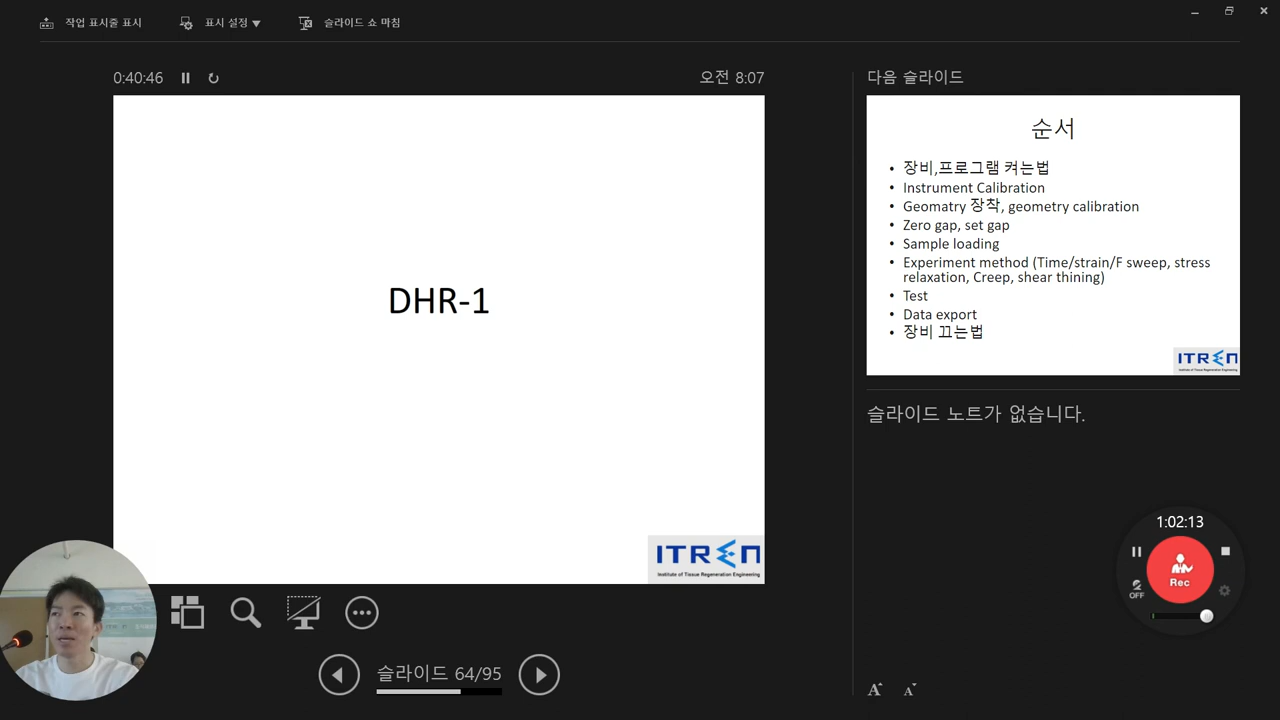 작업 표시줄 표시
표시 설정 ▼
슬라이드 쇼 마침
0:40:46
오전 8:07
다음 슬라이드
DHR-1
ITREN
Institute of Tissue Regeneration Engineering
순서
• 장비,프로그램 켜는법
• Instrument Calibration
• Geomatry 장착, geometry calibration
• Zero gap, set gap
• Sample loading
• Experiment method (Time/strain/F sweep, stress
relaxation, Creep, shear thining)
• Test
• Data export
• 장비 끄는법
ITREN
Institute of Tissue Regeneration Engineering
슬라이드 노트가 없습니다.
1:02:13
Rec
OFF
슬라이드 64/95
A A